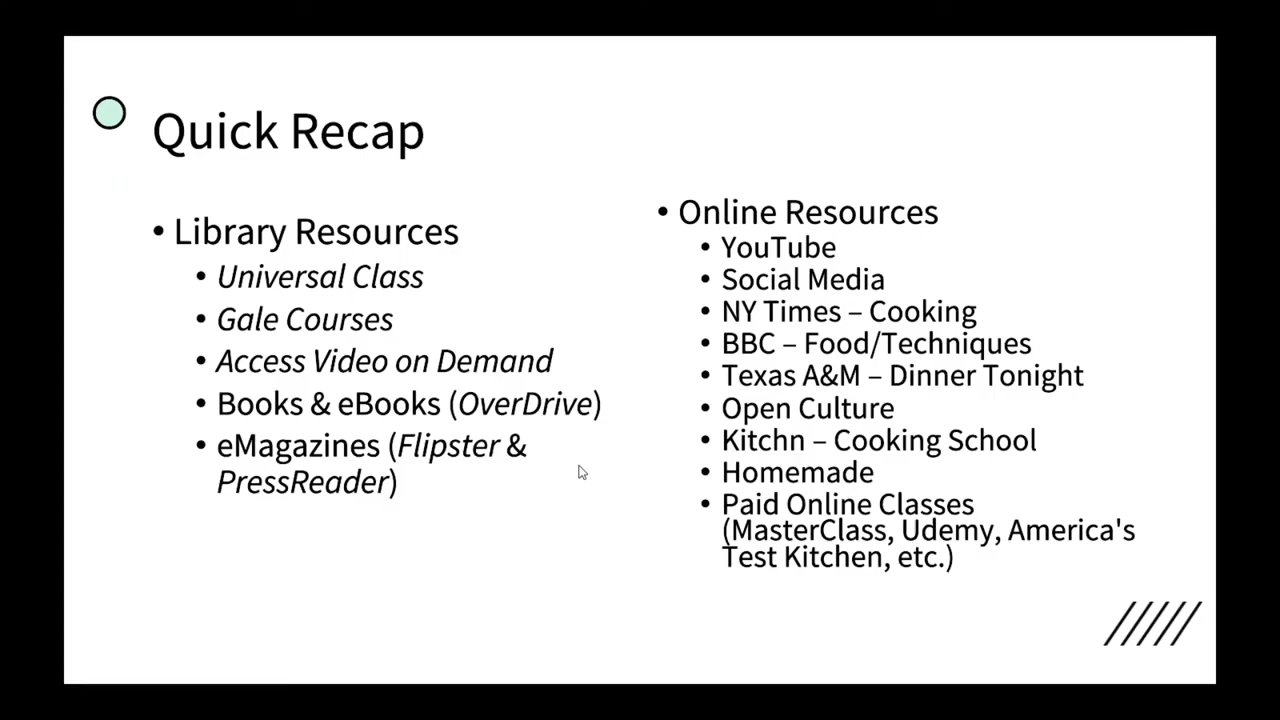 Quick Recap
• Library Resources
• Universal Class
• Gale Courses
• Access Video on Demand
• Books & eBooks (OverDrive)
• eMagazines (Flipster &
PressReader)
• Online Resources
• YouTube
• Social Media
• NY Times – Cooking
• BBC – Food/Techniques
• Texas A&M – Dinner Tonight
• Open Culture
• Kitchn – Cooking School
• Homemade
• Paid Online Classes
(MasterClass, Udemy, America's
Test Kitchen, etc.)